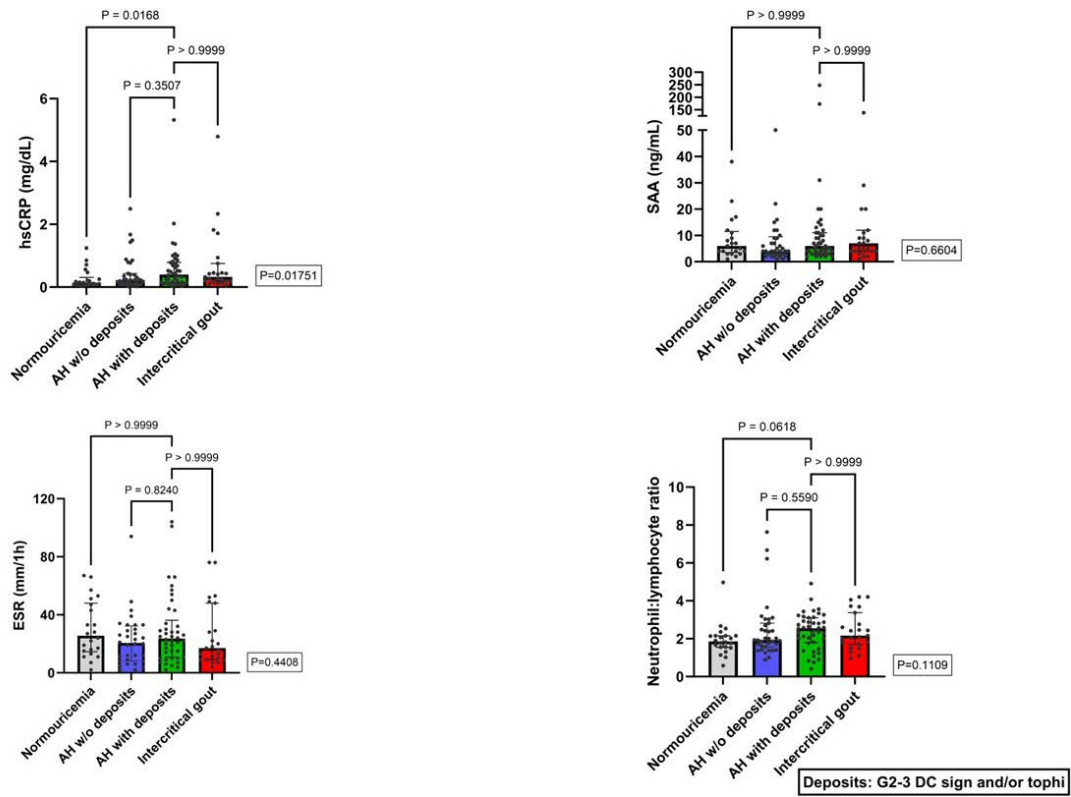 P = 0.0168
P > 0.9999
P = 0.3507
6
4
2
0
hsCRP (mg/dL)
P=0.01751
Normouricemia
AH w/o deposits
AH with deposits
Intercritical gout
P > 0.9999
P > 0.9999
300
250
200
150
50
40
30
20
10
0
SAA (ng/mL)
P=0.6604
Normouricemia
AH w/o deposits
AH with deposits
Intercritical gout
P > 0.9999
P > 0.9999
P = 0.8240
120
80
40
0
ESR (mm/1h)
P=0.4408
Normouricemia
AH w/o deposits
AH with deposits
Intercritical gout
P = 0.0618
P > 0.9999
P = 0.5590
10
8
6
4
2
0
Neutrophil:lymphocyte ratio
P=0.1109
Normouricemia
AH w/o deposits
AH with deposits
Intercritical gout
Deposits: G2-3 DC sign and/or tophi